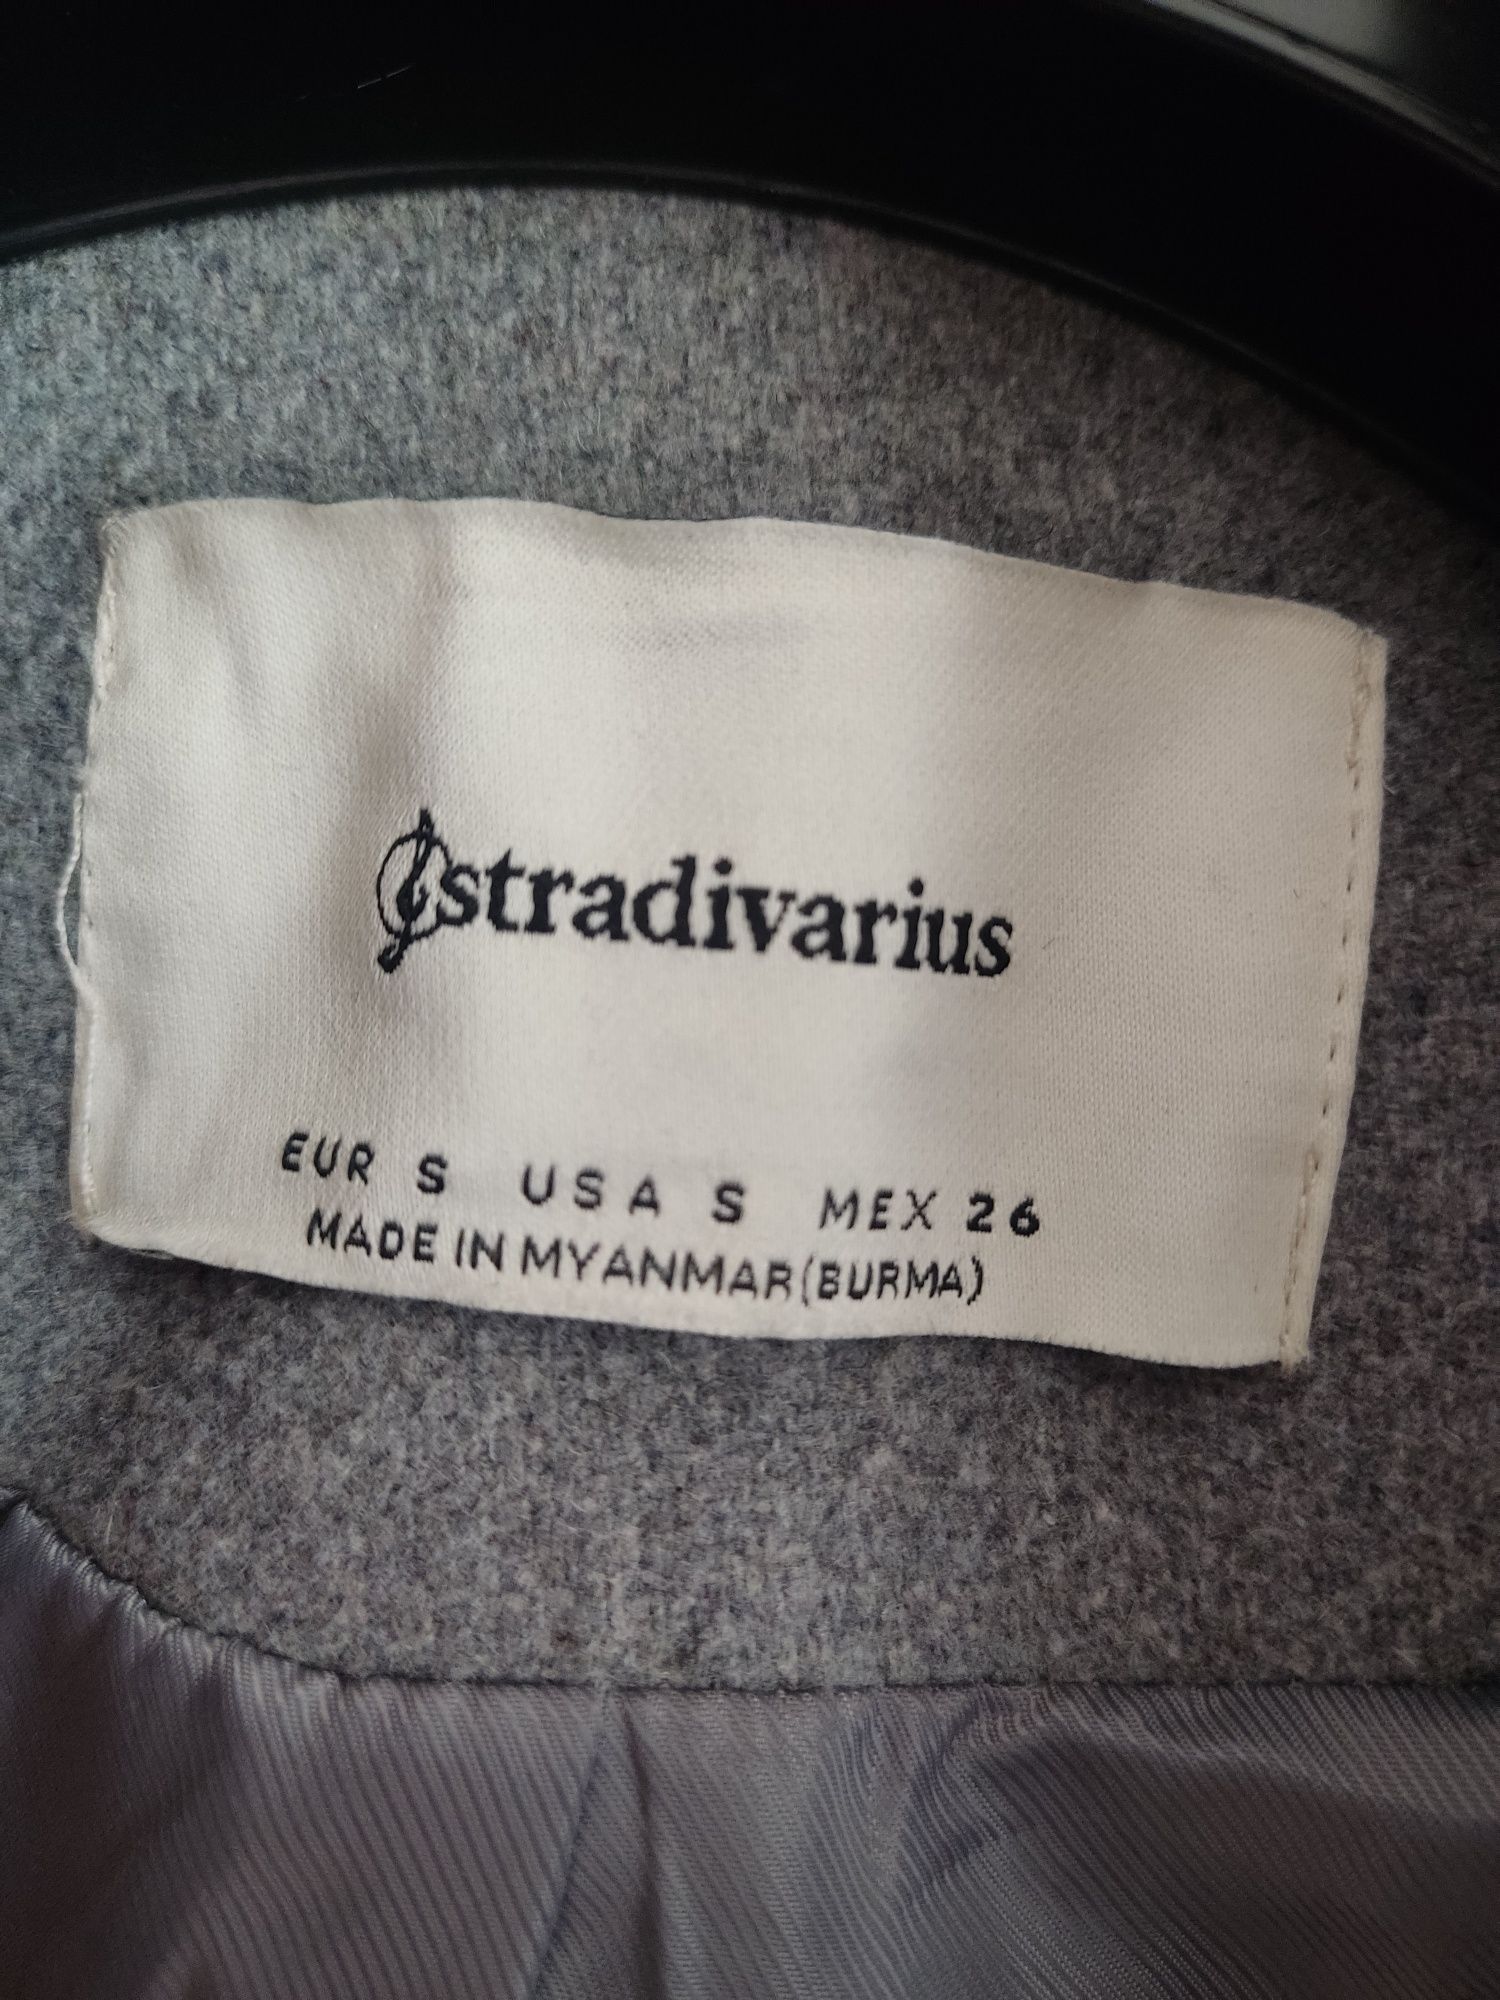 stradivarius
EUR S USA S MEX 26
MADE IN MYANMAR(BURMA)